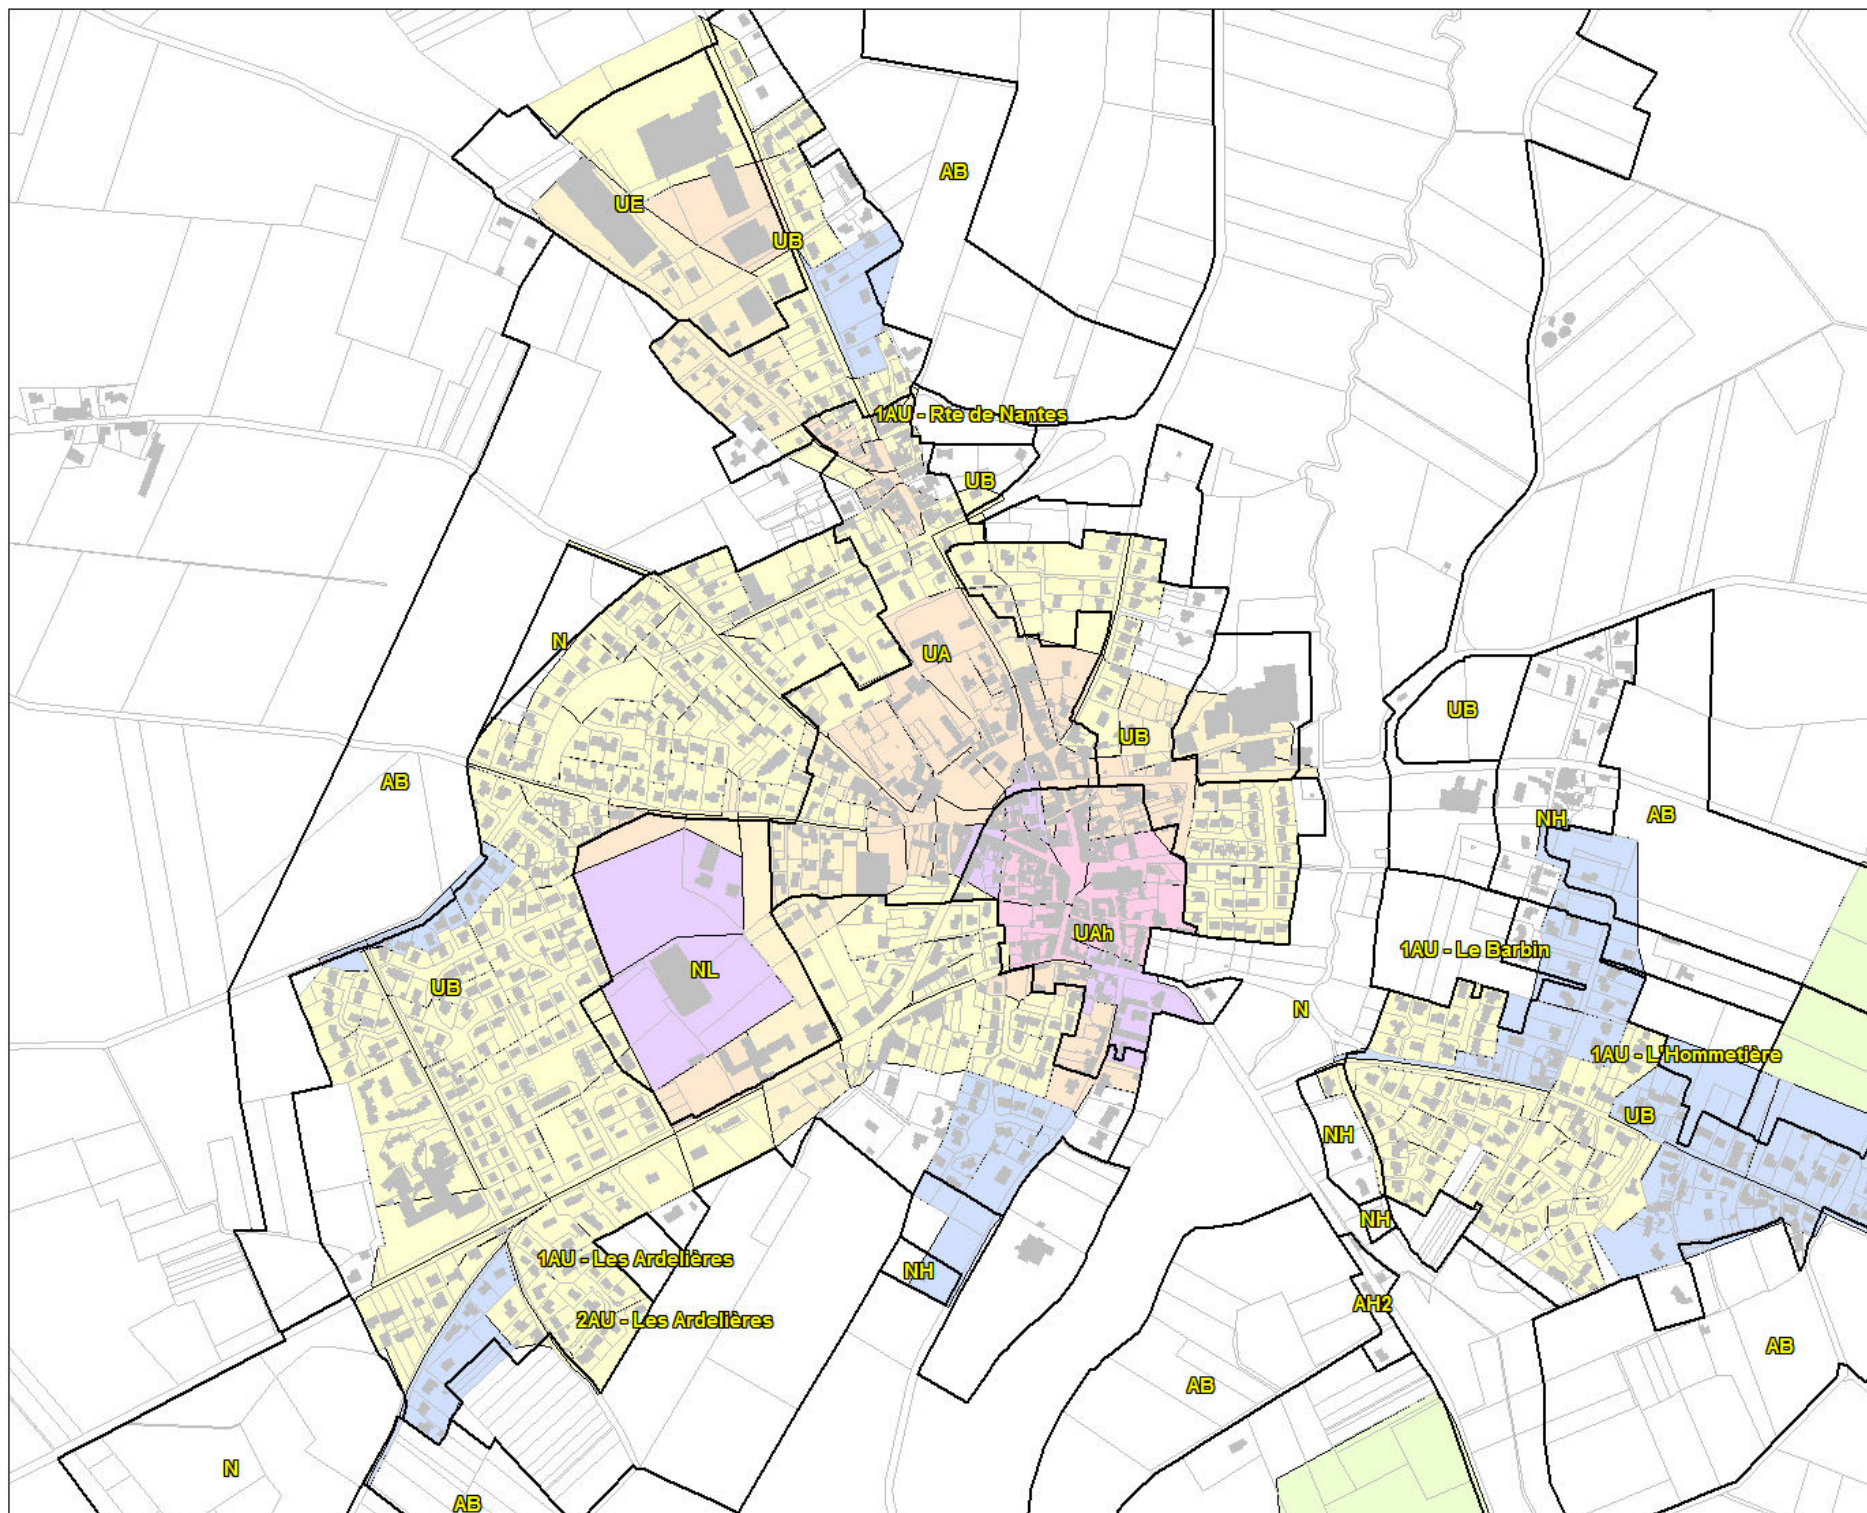 AB
UE
UB
1AU - Rte de Nantes
UB
N
UA
UB
UB
AB
NH
AB
UAh
1AU - Le Barbin
NL
UB
N
1AU - L'Hommetière
UB
NH
NH
1AU - Les Ardelières
NH
AH2
2AU - Les Ardelières
AB
AB
N
AB